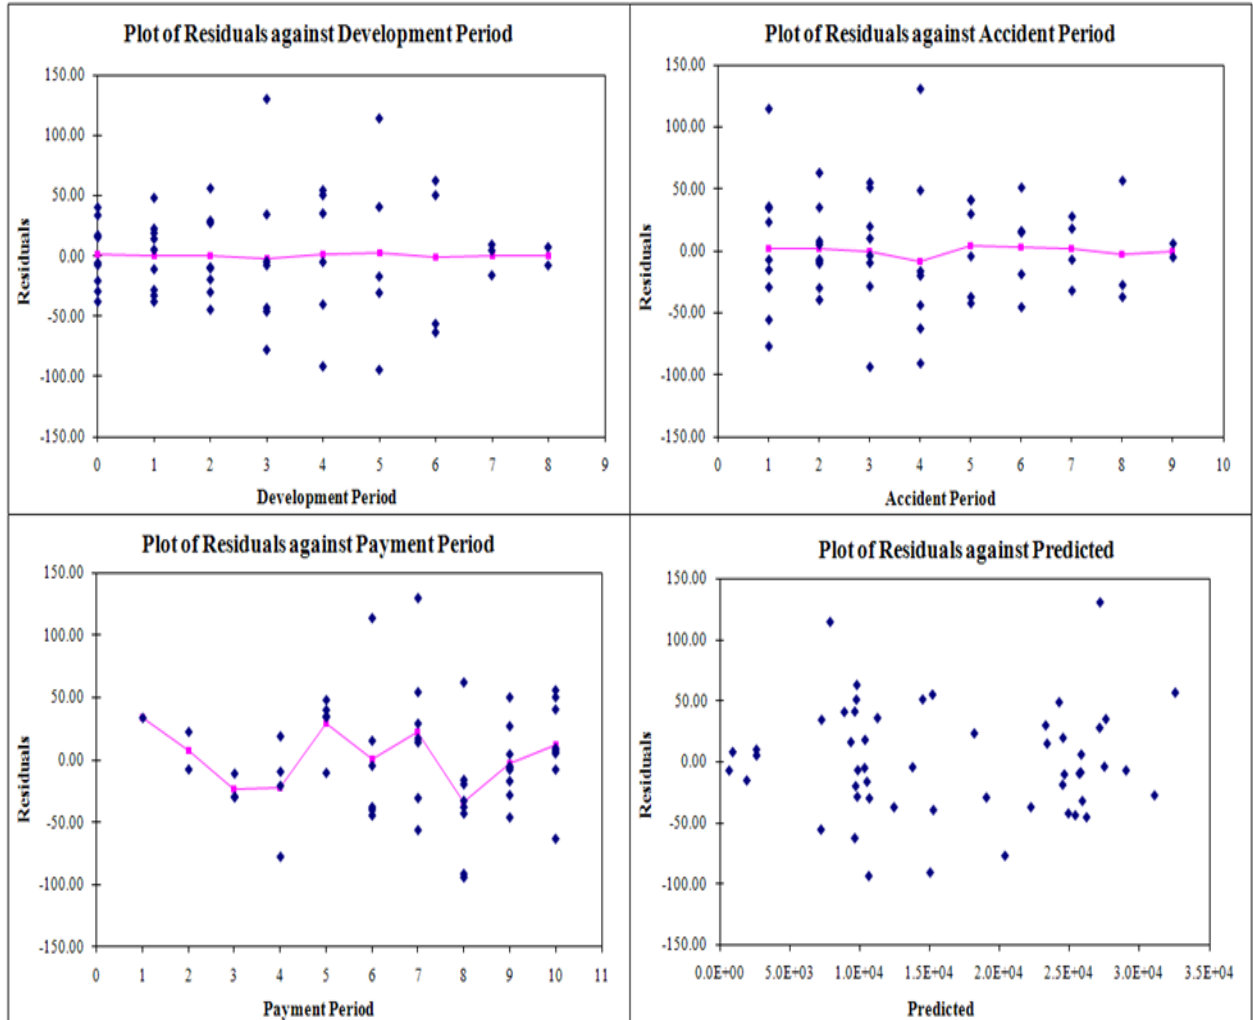 Plot of Residuals against Development Period
150.00
100.00
50.00
0.00
-50.00
-100.00
-150.00
Residuals
0 1 2 3 4 5 6 7 8 9
Development Period
Plot of Residuals against Accident Period
150.00
100.00
50.00
0.00
-50.00
-100.00
-150.00
Residuals
0 1 2 3 4 5 6 7 8 9 10
Accident Period
Plot of Residuals against Payment Period
150.00
100.00
50.00
0.00
-50.00
-100.00
-150.00
Residuals
0 1 2 3 4 5 6 7 8 9 10 11
Payment Period
Plot of Residuals against Predicted
150.00
100.00
50.00
0.00
-50.00
-100.00
-150.00
Residuals
0.0E+00 5.0E+03 1.0E+04 1.5E+04 2.0E+04 2.5E+04 3.0E+04 3.5E+04
Predicted